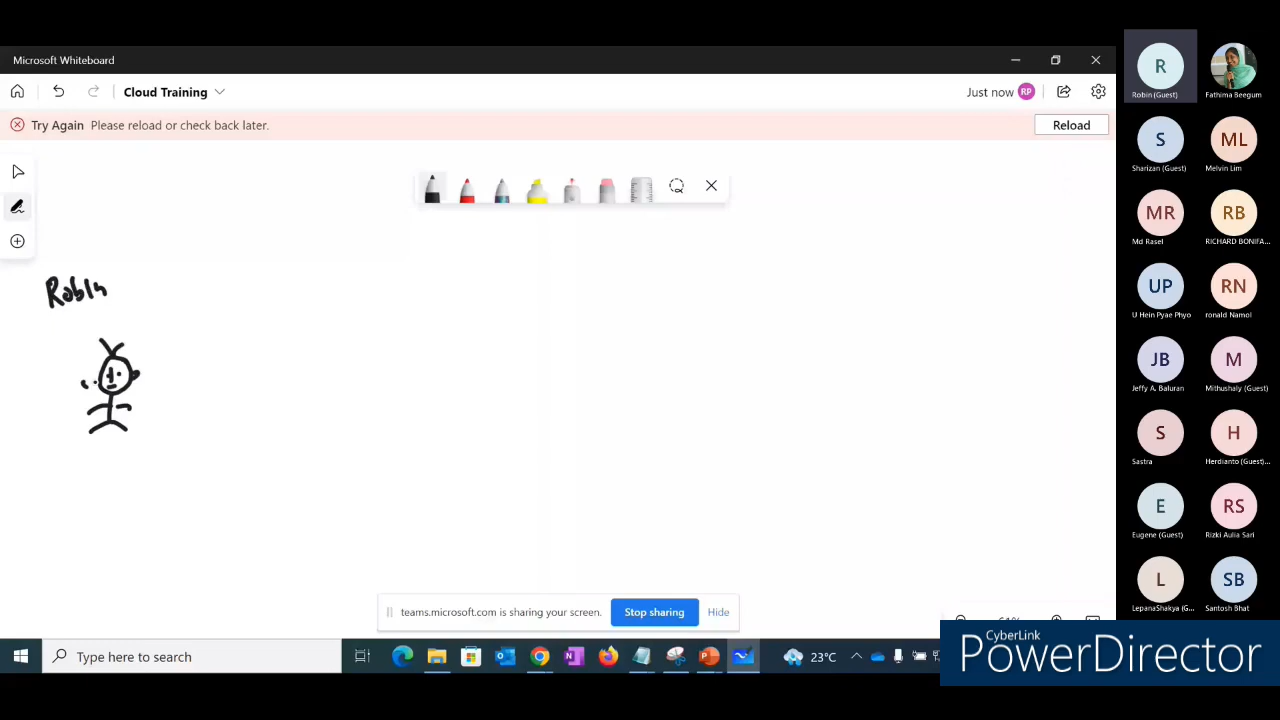 Microsoft Whiteboard
Cloud Training
Just now RP
Try Again Please reload or check back later.
Reload
Robin
teams.microsoft.com is sharing your screen.
Stop sharing
Hide
Type here to search
23°C
R
Robin (Guest)
Fathima Beegum
S
Sharizan (Guest)
ML
Melvin Lim
MR
Md Rasel
RB
RICHARD BONIFA...
UP
U Hein Pyae Phyo
RN
ronald Namol
JB
Jeffy A. Baluran
M
Mithushaly (Guest)
S
Sastra
H
Herdianto (Guest)...
E
Eugene (Guest)
RS
Rizki Aulia Sari
L
LepanaShakya (G...
SB
Santosh Bhat
CyberLink
PowerDirector